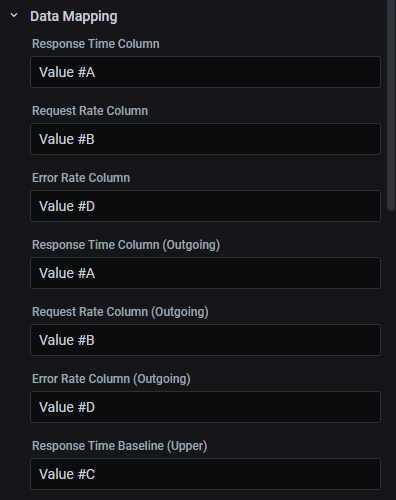 Data Mapping
Response Time Column
Value #A
Request Rate Column
Value #B
Error Rate Column
Value #D
Response Time Column (Outgoing)
Value #A
Request Rate Column (Outgoing)
Value #B
Error Rate Column (Outgoing)
Value #D
Response Time Baseline (Upper)
Value #C